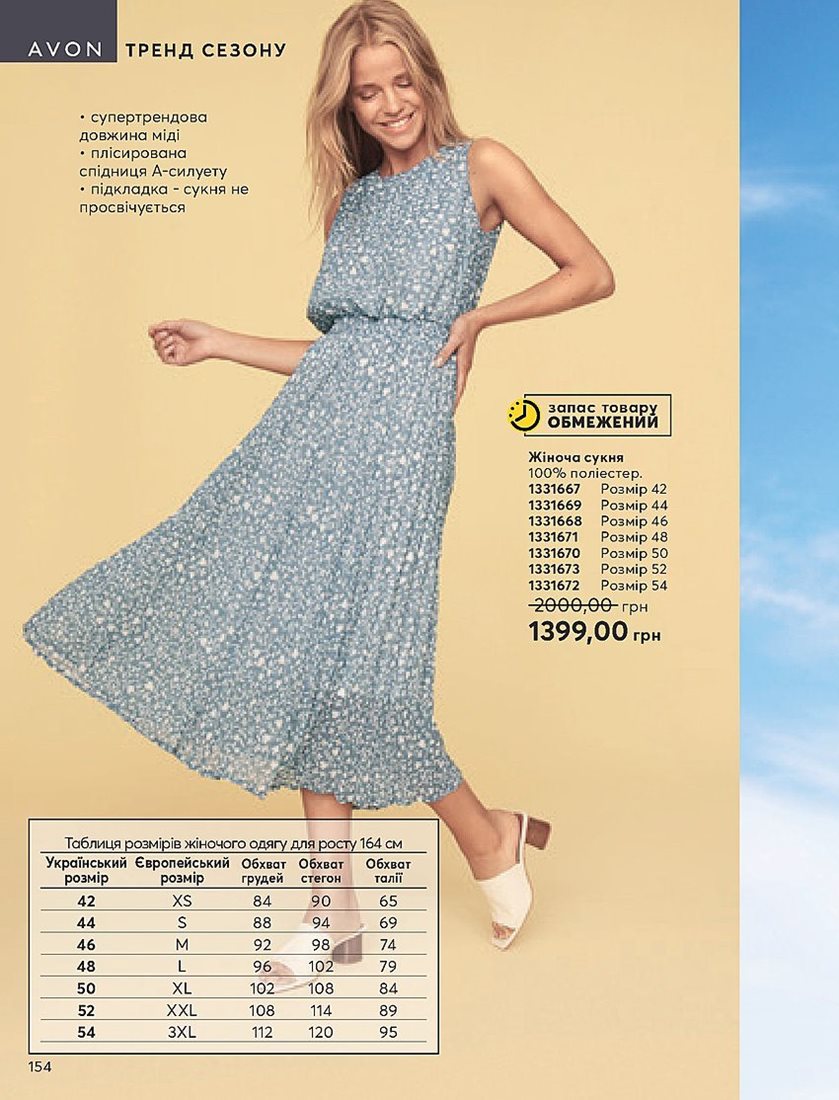 AVON ТРЕНД СЕЗОНУ
• супертрендова
довжина міді
• плісирована
спідниця А-силуету
• підкладка - сукня не
просвічується
запас товару
ОБМЕЖЕНИЙ
Жіноча сукня
100% поліестер.
1331667 Розмір 42
1331669 Розмір 44
1331668 Розмір 46
1331671 Розмір 48
1331670 Розмір 50
1331673 Розмір 52
1331672 Розмір 54
2000,00 грн
1399,00 грн
Таблиця розмірів жіночого одягу для росту 164 см
Український Європейський Обхват Обхват Обхват
розмір розмір грудей стегон талії
42 XS 84 90 65
44 S 88 94 69
46 M 92 98 74
48 L 96 102 79
50 XL 102 108 84
52 XXL 108 114 89
54 3XL 112 120 95
154